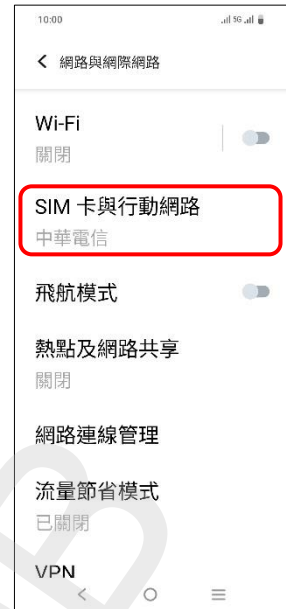 10:00
5G
網路與網際網路
Wi-Fi
關閉
SIM 卡與行動網路
中華電信
飛航模式
熱點及網路共享
關閉
網路連線管理
流量節省模式
已關閉
VPN